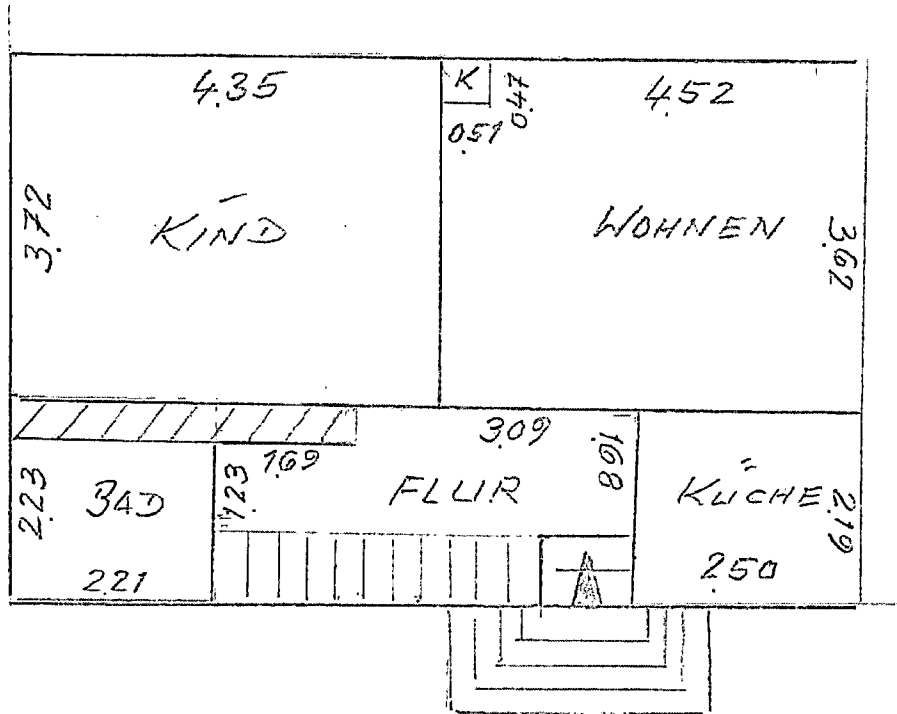 4.35
K
0.47
4.52
0.51
3.72
KIND
WOHNEN
3.62
3.09
1.68
1.69
2.23
BAD
1.23
FLUR
KÜCHE
2.19
2.21
2.50